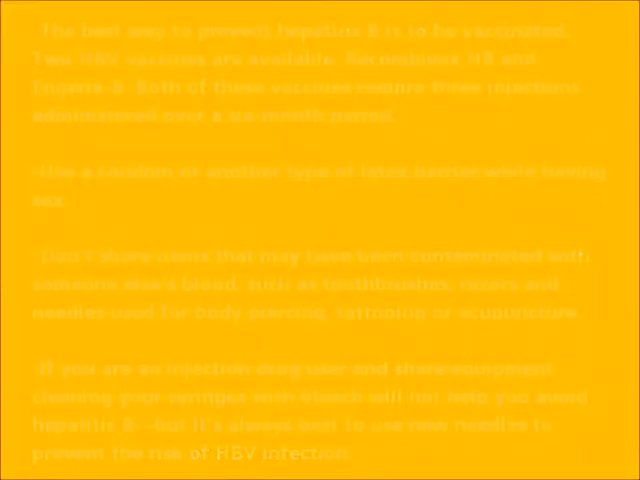 The best way to prevent hepatitis B is to be vaccinated.
Two HBV vaccines are available, Recombivax HB and
Engerix-B. Both of these vaccines require three injections
administered over a six-month period.
-Use a condom or another type of latex barrier while having
sex.
Don't share items that may have been contaminated with
someone else's blood, such as toothbrushes, razors and
needles used for body piercing, tattooing or acupuncture.
If you are an injection drug user and share equipment
cleaning your syringes with bleach will not help you avoid
hepatitis B--but it's always best to use new needles to
prevent the risk of HBV infection.